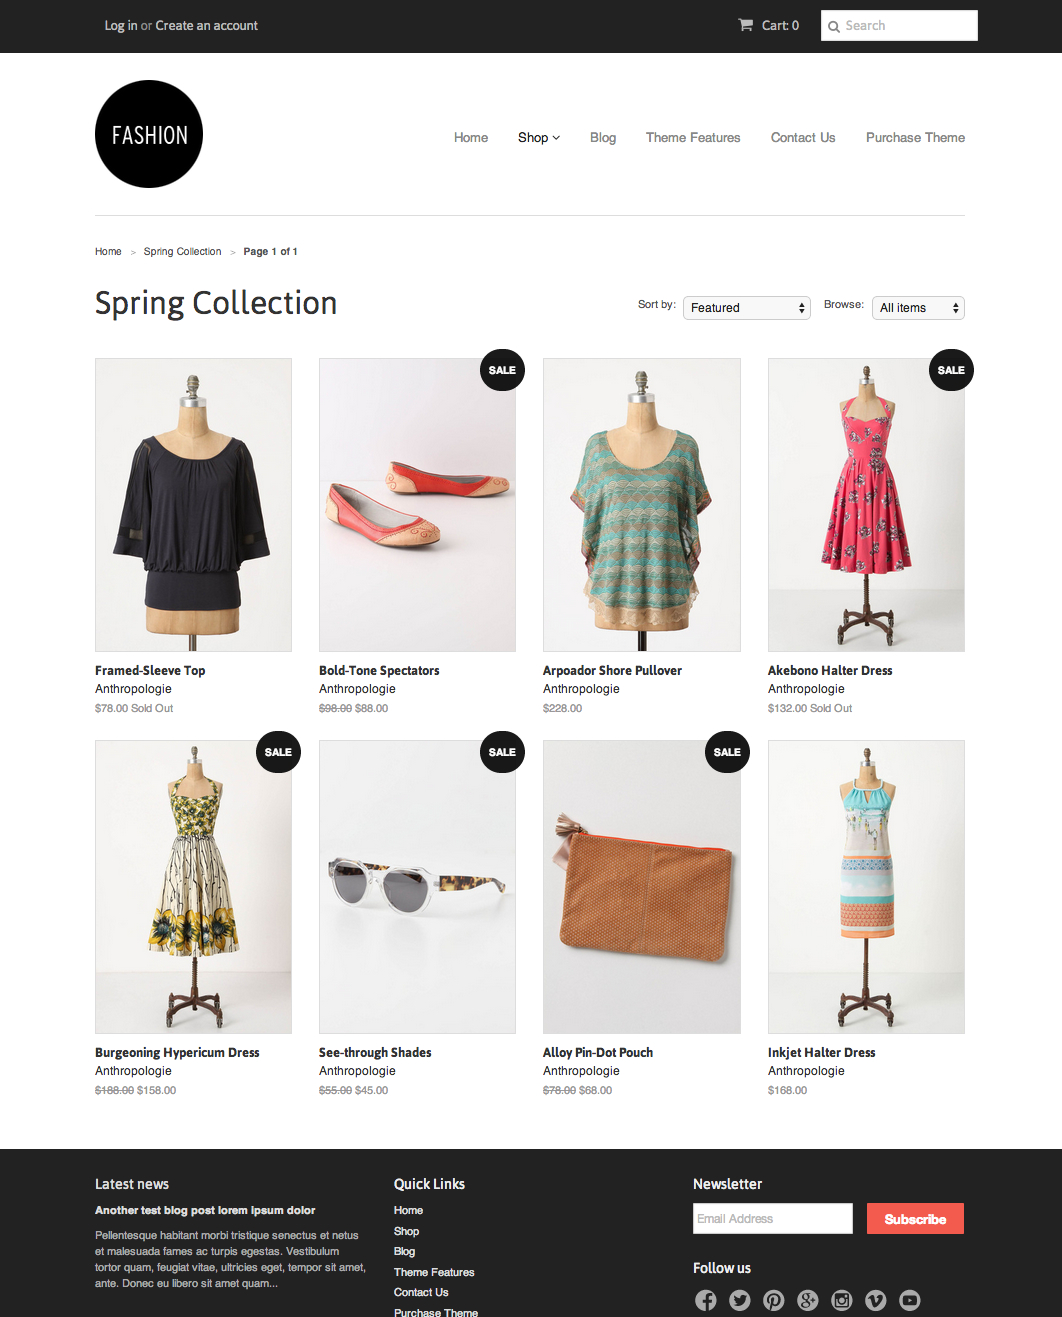 Log in or Create an account
Cart: 0
Search
FASHION
Home
Shop
Blog
Theme Features
Contact Us
Purchase Theme
Home > Spring Collection > Page 1 of 1
Spring Collection
Sort by:
Featured
Browse:
All items
SALE
SALE
Framed-Sleeve Top
Anthropologie
$78.00 Sold Out
Bold-Tone Spectators
Anthropologie
$98.00 $88.00
Arpoador Shore Pullover
Anthropologie
$228.00
Akebono Halter Dress
Anthropologie
$132.00 Sold Out
SALE
SALE
SALE
Burgeoning Hypericum Dress
Anthropologie
$188.00 $158.00
See-through Shades
Anthropologie
$55.00 $45.00
Alloy Pin-Dot Pouch
Anthropologie
$78.00 $68.00
Inkjet Halter Dress
Anthropologie
$168.00
Latest news
Another test blog post lorem ipsum dolor
Pellentesque habitant morbi tristique senectus et netus
et malesuada fames ac turpis egestas. Vestibulum
tortor quam, feugiat vitae, ultricies eget, tempor sit amet,
ante. Donec eu libero sit amet quam...
Quick Links
Home
Shop
Blog
Theme Features
Contact Us
Purchase Theme
Newsletter
Email Address
Subscribe
Follow us